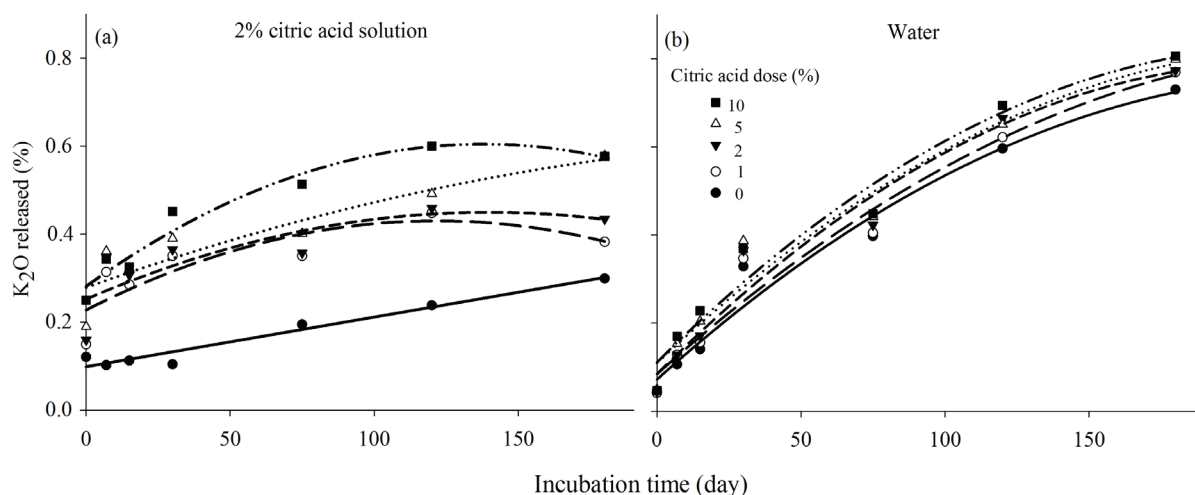 (a)
2% citric acid solution
(b)
Water
Citric acid dose (%)
10
5
2
1
0
K₂O released (%)
0.8
0.6
0.4
0.2
0.0
0
50
100
150
0
50
100
150
Incubation time (day)